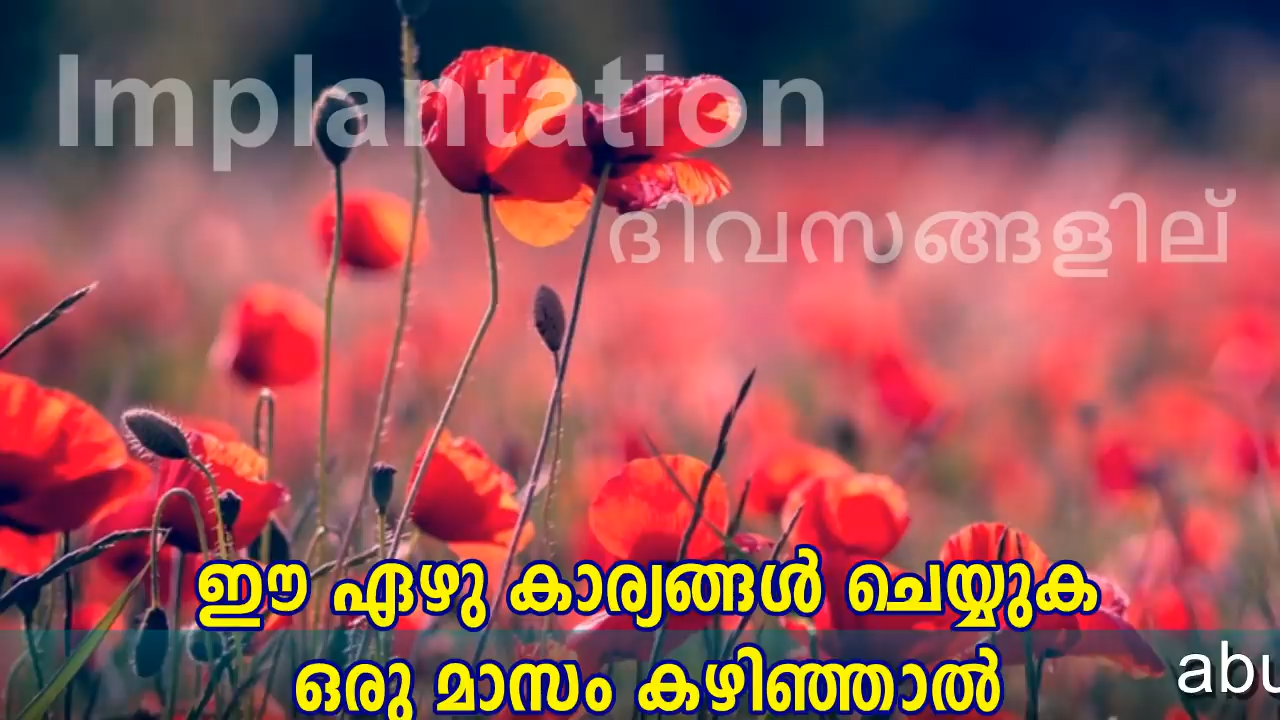 Implantation
ദിവസങ്ങളില്
ഈ ഏഴു കാര്യങ്ങൾ ചെയ്യുക
ഒരു മാസം കഴിഞ്ഞാൽ
abu